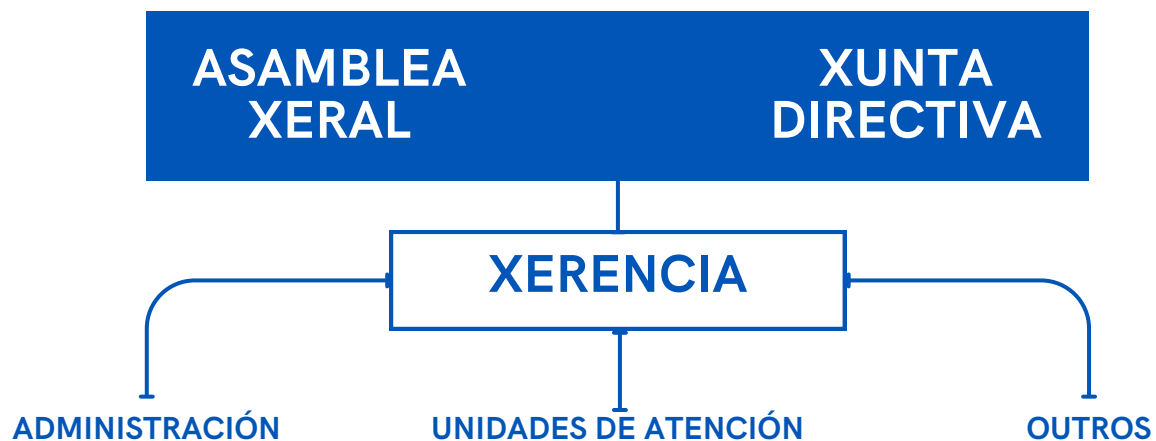 ASAMBLEA
XERAL
XUNTA
DIRECTIVA
XERENCIA
ADMINISTRACIÓN
UNIDADES DE ATENCIÓN
OUTROS